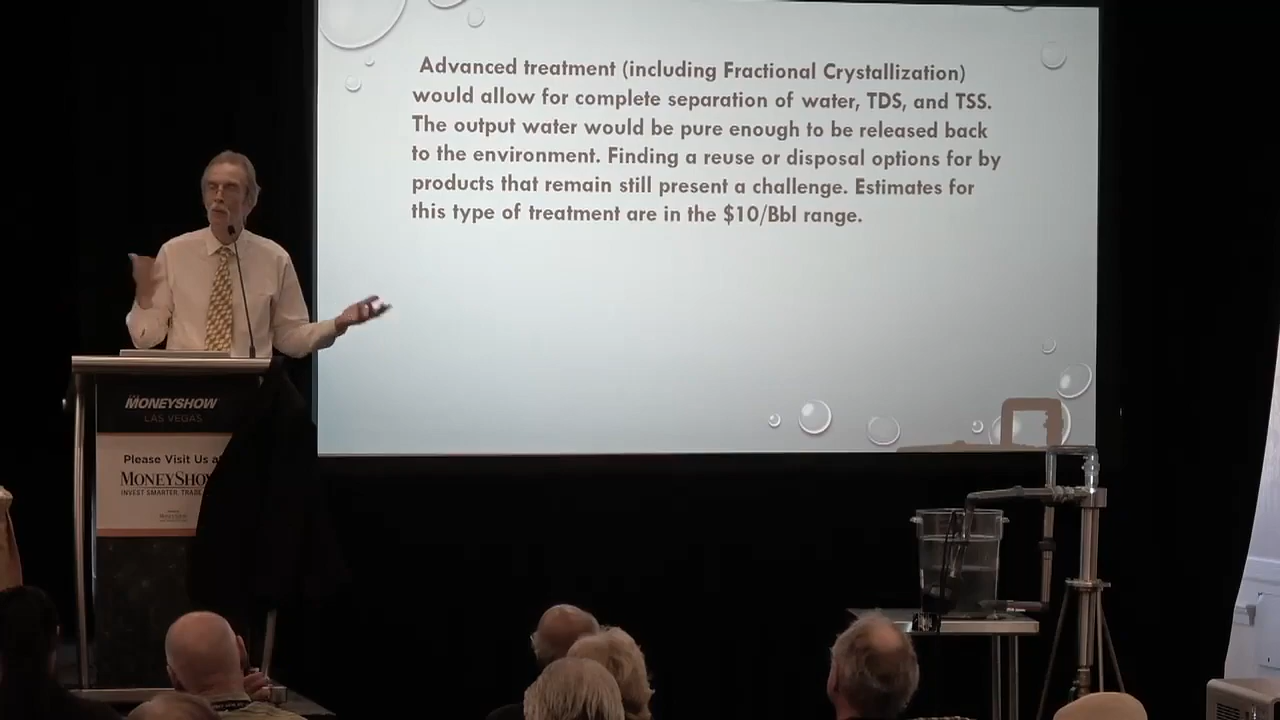 Advanced treatment (including Fractional Crystallization)
would allow for complete separation of water, TDS, and TSS.
The output water would be pure enough to be released back
to the environment. Finding a reuse or disposal options for by
products that remain still present a challenge. Estimates for
this type of treatment are in the $10/Bbl range.
MONEYSHOW
LAS VEGAS
Please Visit Us at
MONEYSHOW
INVEST SMARTER. TRADE